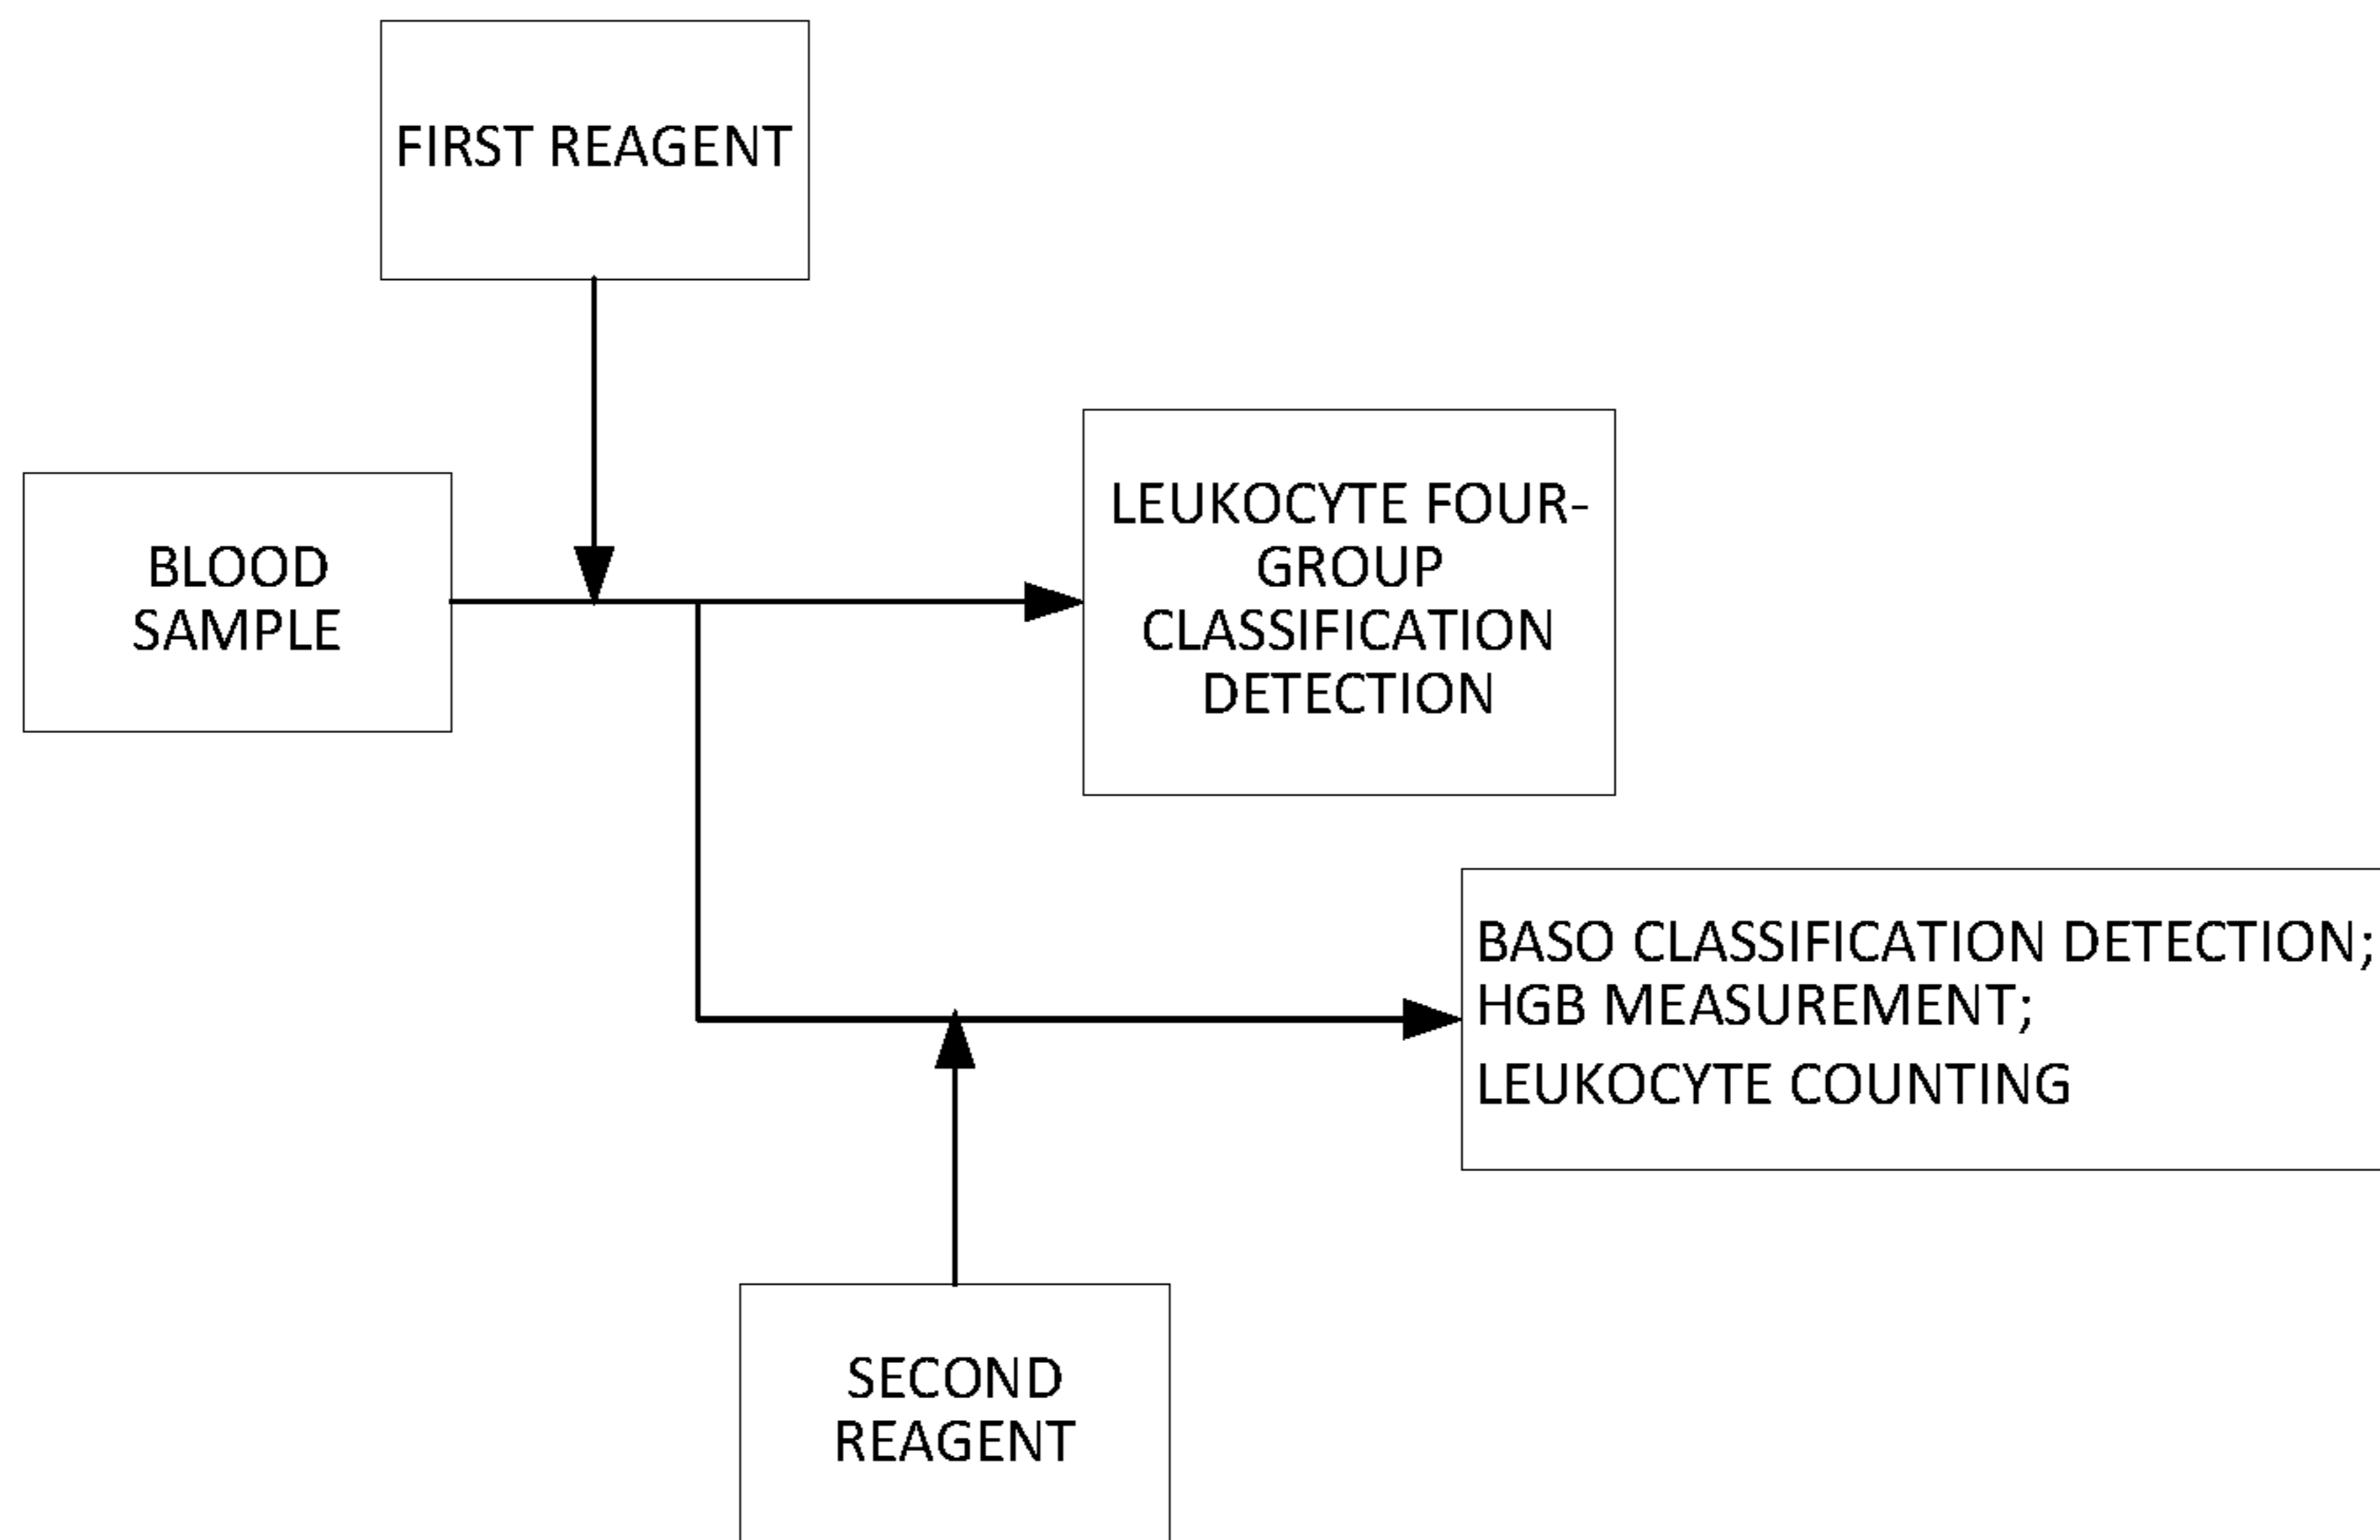 FIRST REAGENT
BLOOD
SAMPLE
LEUKOCYTE FOUR-
GROUP
CLASSIFICATION
DETECTION
BASO CLASSIFICATION DETECTION;
HGB MEASUREMENT;
LEUKOCYTE COUNTING
SECOND
REAGENT